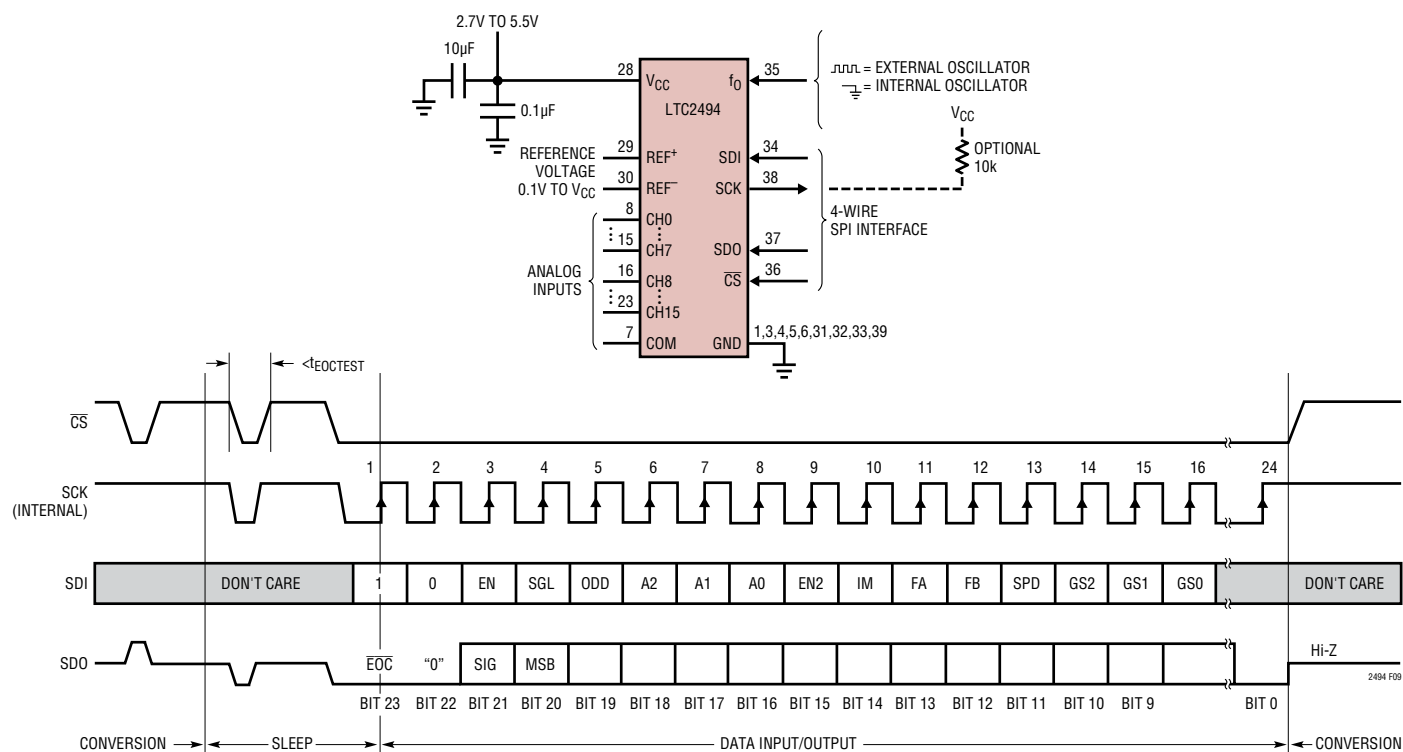 2.7V TO 5.5V
10µF
0.1µF
28
VCC
LTC2494
fO
35
= EXTERNAL OSCILLATOR
= INTERNAL OSCILLATOR
VCC
OPTIONAL
10k
REFERENCE
VOLTAGE
0.1V TO VCC
29
REF+
30
REF–
SDI
34
SCK
38
4-WIRE
SPI INTERFACE
SDO
37
CS
36
ANALOG
INPUTS
8
CH0
15
CH7
16
CH8
23
CH15
7
COM
GND
1,3,4,5,6,31,32,33,39
<tEOCTEST
CS
SCK
(INTERNAL)
1 2 3 4 5 6 7 8 9 10 11 12 13 14 15 16 24
SDI
DON'T CARE 1 0 EN SGL ODD A2 A1 A0 EN2 IM FA FB SPD GS2 GS1 GS0 DON'T CARE
SDO
EOC "0" SIG MSB
Hi-Z
2494 F09
BIT 23 BIT 22 BIT 21 BIT 20 BIT 19 BIT 18 BIT 17 BIT 16 BIT 15 BIT 14 BIT 13 BIT 12 BIT 11 BIT 10 BIT 9 BIT 0
CONVERSION SLEEP DATA INPUT/OUTPUT CONVERSION